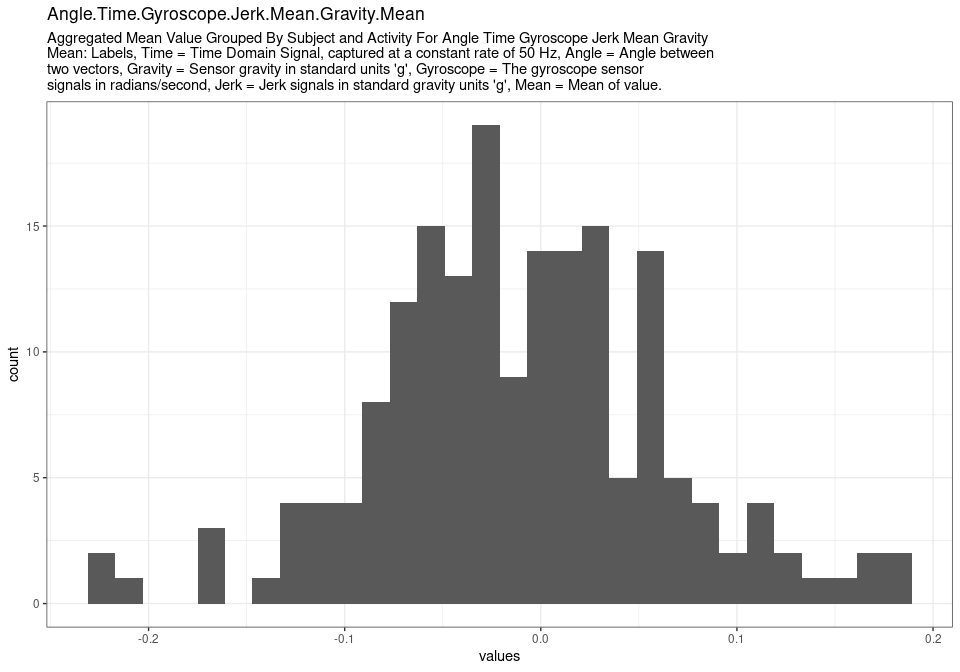 Angle.Time.Gyroscope.Jerk.Mean.Gravity.Mean
Aggregated Mean Value Grouped By Subject and Activity For Angle Time Gyroscope Jerk Mean Gravity
Mean: Labels, Time = Time Domain Signal, captured at a constant rate of 50 Hz, Angle = Angle between
two vectors, Gravity = Sensor gravity in standard units 'g', Gyroscope = The gyroscope sensor
signals in radians/second, Jerk = Jerk signals in standard gravity units 'g', Mean = Mean of value.
count
15
10
5
0
-0.2 -0.1 0.0 0.1 0.2
values